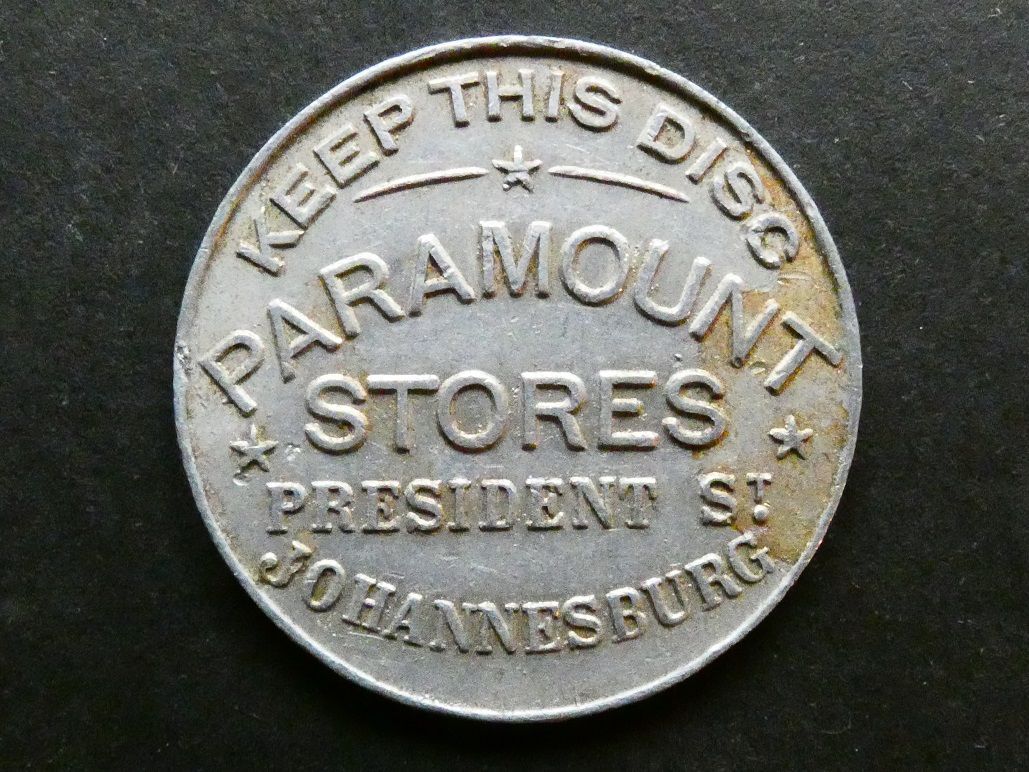 KEEP THIS DISC
PARAMOUNT
STORES
PRESIDENT ST.
JOHANNESBURG